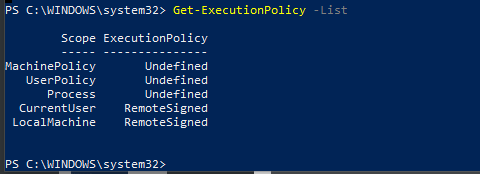 PS C:\WINDOWS\system32> Get-ExecutionPolicy -List
Scope ExecutionPolicy
----- ---------------
MachinePolicy Undefined
UserPolicy Undefined
Process Undefined
CurrentUser RemoteSigned
LocalMachine RemoteSigned
PS C:\WINDOWS\system32>